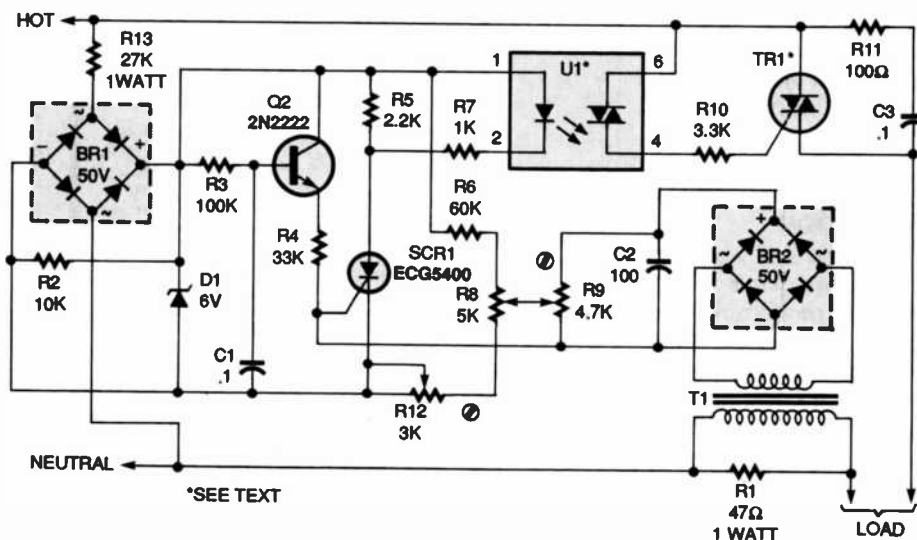 HOT
R13
27K
1WATT
~
BR1
50V
−
+
~
R2
10K
D1
6V
R3
100K
C1
.1
Q2
2N2222
R4
33K
R5
2.2K
R7
1K
R6
60K
SCR1
ECG5400
R8
5K
R9
4.7K
R12
3K
1
2
U1*
6
4
R10
3.3K
TR1*
R11
100Ω
C3
.1
C2
100
+
~
BR2
50V
~
−
T1
R1
47Ω
1 WATT
LOAD
NEUTRAL
*SEE TEXT